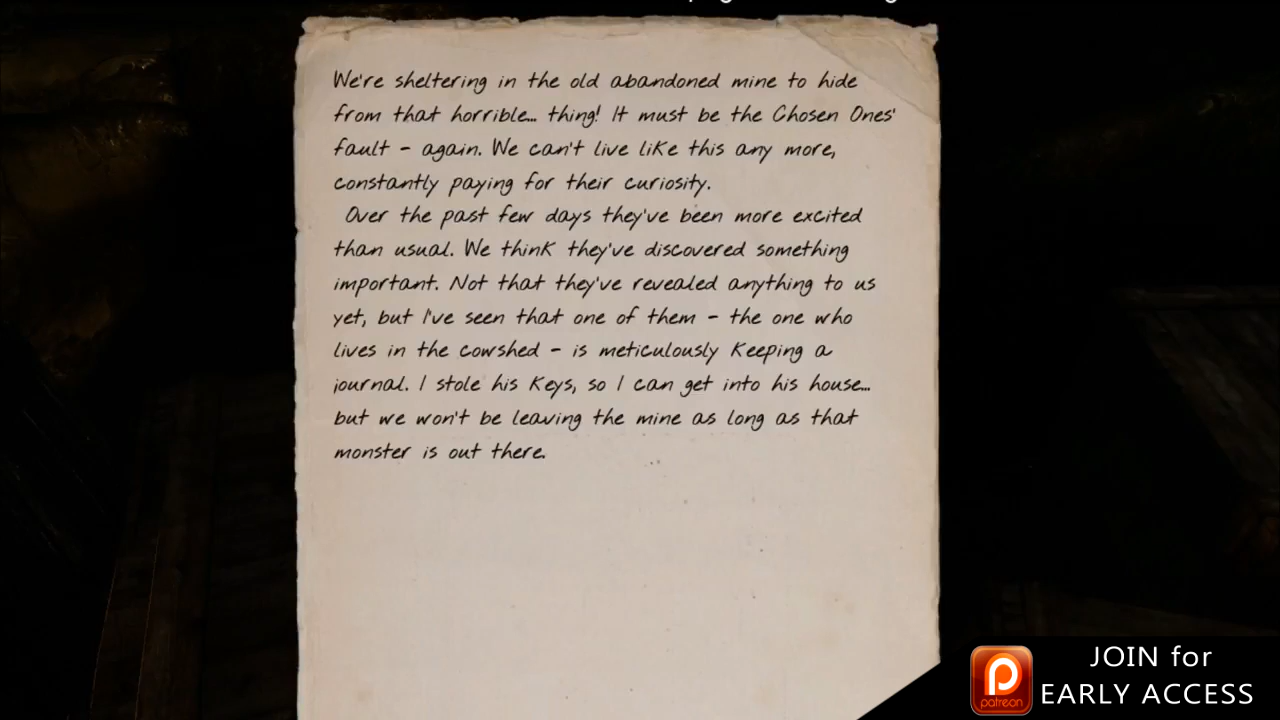 We're sheltering in the old abandoned mine to hide
from that horrible... thing! It must be the Chosen Ones'
fault - again. We can't live like this any more,
constantly paying for their curiosity.
Over the past few days they've been more excited
than usual. We think they've discovered something
important. Not that they've revealed anything to us
yet, but I've seen that one of them - the one who
lives in the cowshed - is meticulously keeping a
journal. I stole his keys, so I can get into his house...
but we won't be leaving the mine as long as that
monster is out there.
patreon
JOIN for
EARLY ACCESS